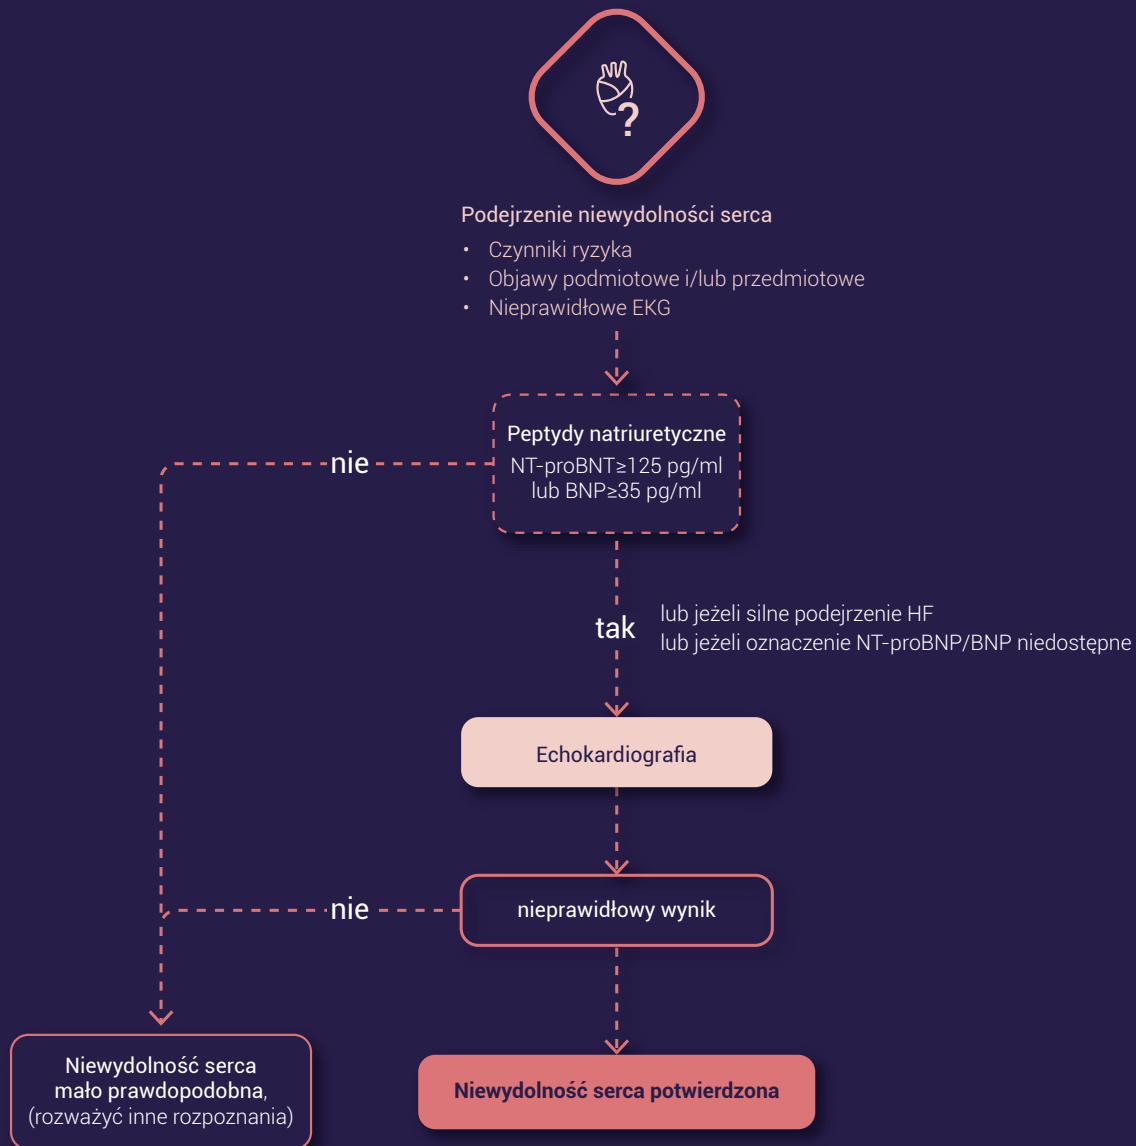 ?
Podejrzenie niewydolności serca
• Czynniki ryzyka
• Objawy podmiotowe i/lub przedmiotowe
• Nieprawidłowe EKG
Peptydy natriuretyczne
NT-proBNT≥125 pg/ml
lub BNP≥35 pg/ml
nie
tak
lub jeżeli silne podejrzenie HF
lub jeżeli oznaczenie NT-proBNP/BNP niedostępne
Echokardiografia
nieprawidłowy wynik
nie
Niewydolność serca
mało prawdopodobna,
(rozważyć inne rozpoznania)
Niewydolność serca potwierdzona